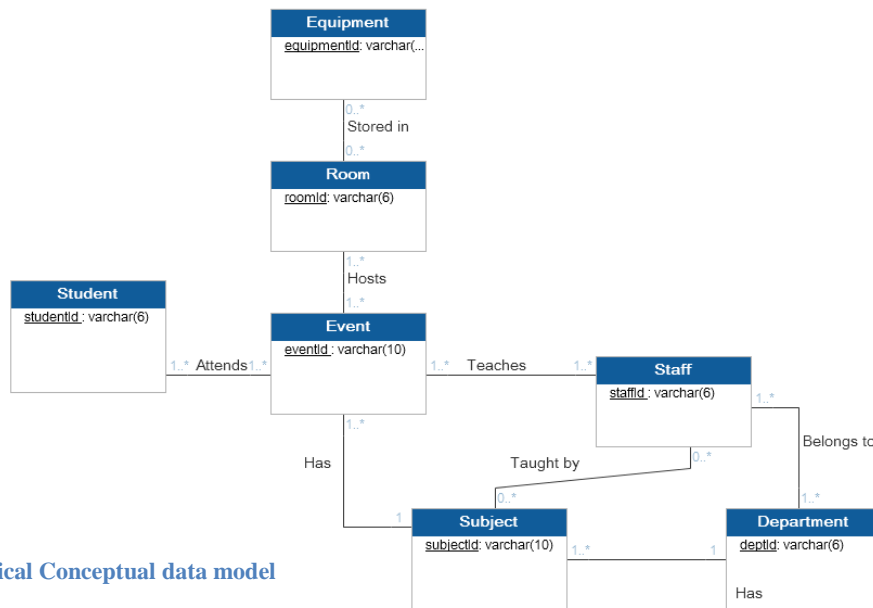 Equipment
equipmentId: varchar(...
0..*
Stored in
0..*
Room
roomId: varchar(6)
1..*
Hosts
1..*
Student
studentId : varchar(6)
Event
eventId : varchar(10)
1..* Attends 1..*
1..* Teaches 1..*
Staff
staffId : varchar(6)
1..*
1..*
Belongs to
Has
Taught by
0..*
0..*
1..*
1
Subject
subjectId: varchar(10)
Department
deptId: varchar(6)
1..* 1
ical Conceptual data model
Has